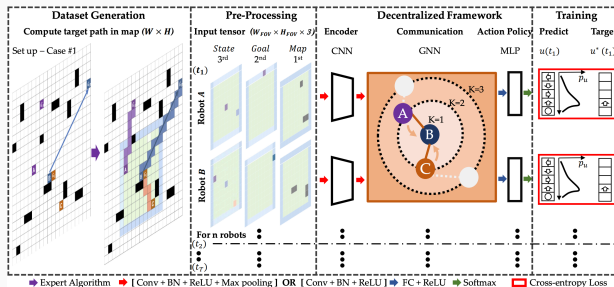 Dataset Generation
Compute target path in map (W × H)
Set up ~ Case #1
Pre-Processing
Input tensor (W_FOV × H_FOV × 3)
State Goal Map
3rd 2nd 1st
(t₁)
Robot A
Robot B
For n robots
(t₂)
(t_T)
Decentralized Framework
Encoder Communication Action Policy
CNN GNN MLP
K=3
K=2
K=1
A
B
C
Training
Predict Target
u(t₁) u*(t₁)
p_u
p_u
Expert Algorithm [ Conv + BN + ReLU + Max pooling ] OR [ Conv + BN + ReLU ] FC + ReLU Softmax Cross-entropy Loss